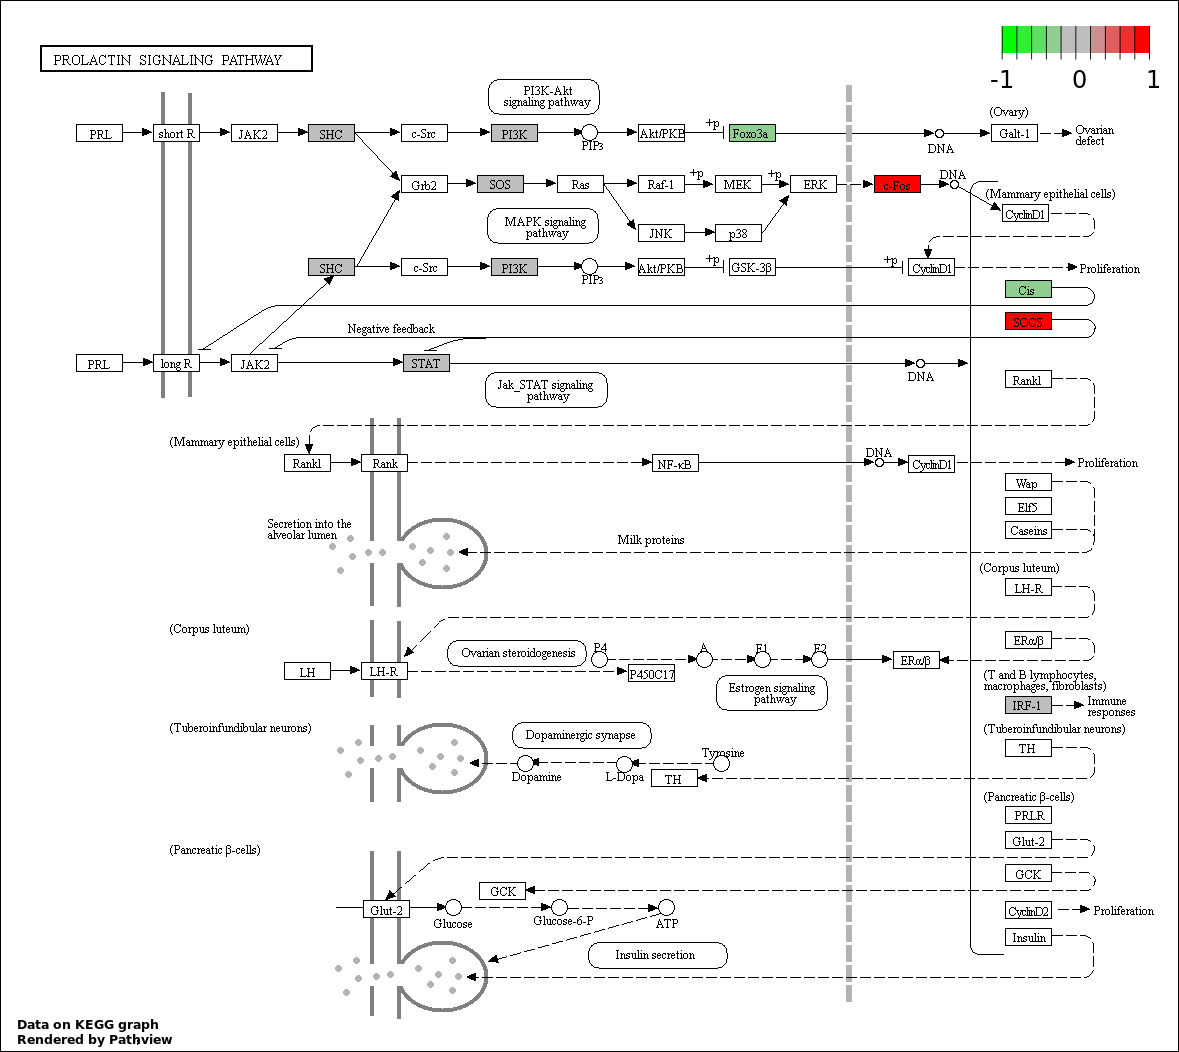 PROLACTIN SIGNALING PATHWAY
-1 0 1
PI3K-Akt
signaling pathway
(Ovary)
PRL short R JAK2 SHC c-Src PI3K PIP3 Akt/PKB +p Foxo3a DNA Galt-1 Ovarian
defect
Grb2 SOS Ras Raf-1 +p MEK +p ERK c-Fos DNA
(Mammary epithelial cells)
CyclinD1
MAPK signaling
pathway
JNK p38
SHC c-Src PI3K PIP3 Akt/PKB +p GSK-3β +p CyclinD1 Proliferation
Cis
SOCS
Negative feedback
PRL long R JAK2 STAT DNA
Jak_STAT signaling
pathway
Rankl
(Mammary epithelial cells)
Rankl Rank NF-κB DNA CyclinD1 Proliferation
Wap
Elf5
Caseins
Secretion into the
alveolar lumen
Milk proteins
(Corpus luteum)
LH-R
(Corpus luteum)
ERα/β
Ovarian steroidogenesis P4 A E1 E2 ERα/β
LH LH-R P450C17
Estrogen signaling
pathway
(T and B lymphocytes,
macrophages, fibroblasts)
IRF-1 Immune
responses
(Tuberoinfundibular neurons)
(Tuberoinfundibular neurons)
TH
Dopaminergic synapse
Dopamine L-Dopa Tyrosine
TH
(Pancreatic β-cells)
PRLR
Glut-2
(Pancreatic β-cells)
GCK
GCK
Glut-2 Glucose Glucose-6-P ATP
CyclinD2 Proliferation
Insulin
Insulin secretion
Data on KEGG graph
Rendered by Pathview